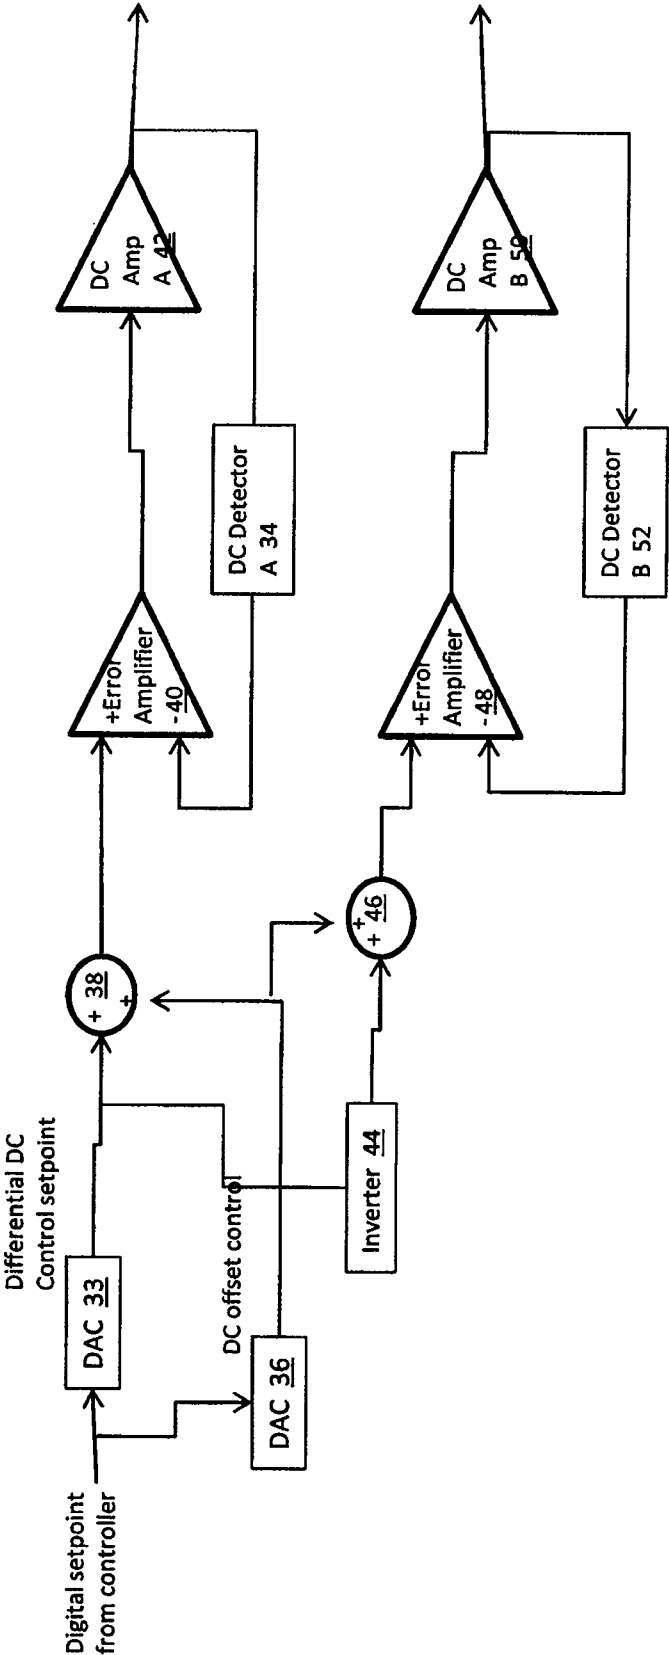 Digital setpoint
from controller
DAC 33
Differential DC
Control setpoint
DAC 36
DC offset control
Inverter 44
+ 38
+
+
+ 46
+Error
Amplifier
-40
+Error
Amplifier
-48
DC Detector
A 34
DC Detector
B 52
DC
Amp
A 42
DC
Amp
B 50